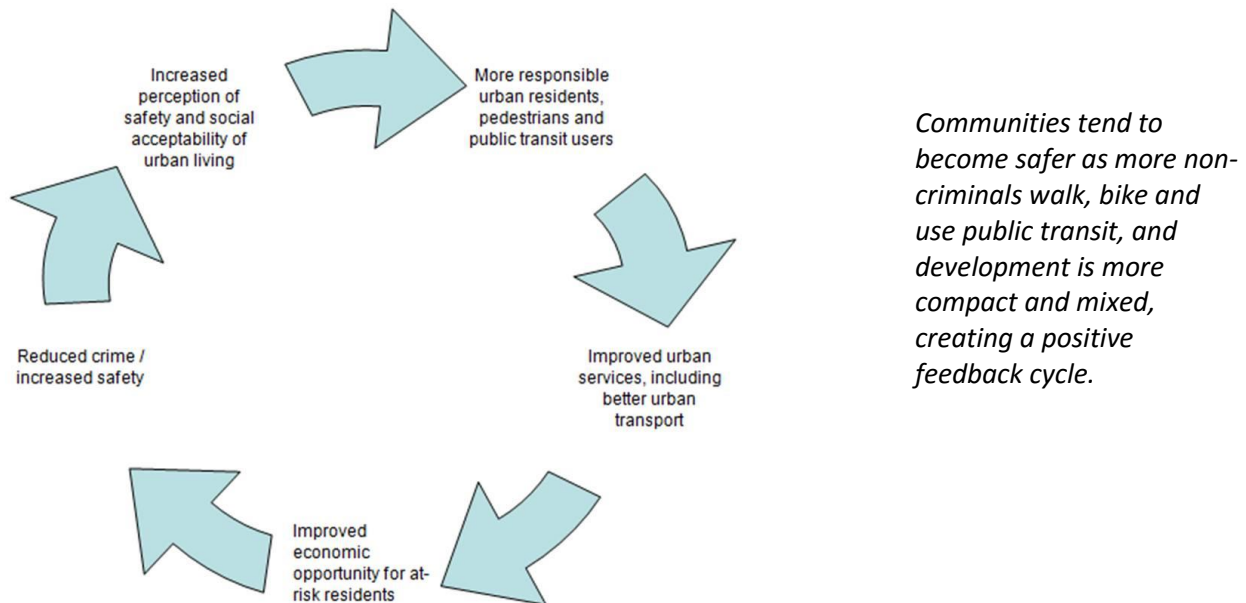 Increased
perception of
safety and social
acceptability of
urban living
More responsible
urban residents,
pedestrians and
public transit users
Improved urban
services, including
better urban
transport
Improved
economic
opportunity for at-
risk residents
Reduced crime /
increased safety
Communities tend to
become safer as more non-
criminals walk, bike and
use public transit, and
development is more
compact and mixed,
creating a positive
feedback cycle.